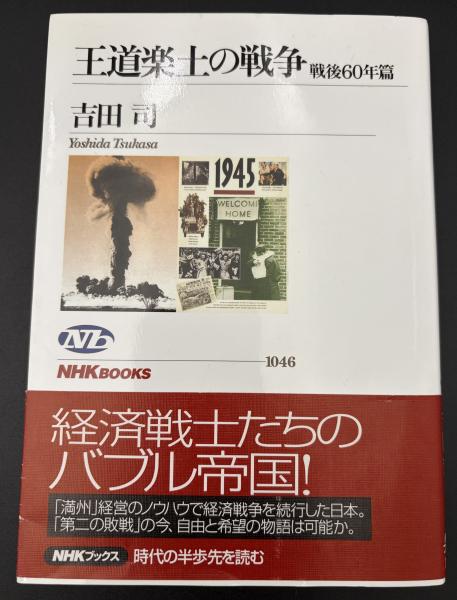 王道楽土の戦争 戦後60年篇
吉田 司
Yoshida Tsukasa
1945
WELCOME
HOME
Nb
NHKBOOKS
1046
経済戦士たちの
バブル帝国!
「満州」経営のノウハウで経済戦争を続行した日本。
「第二の敗戦」の今、自由と希望の物語は可能か。
NHKブックス 時代の半歩先を読む